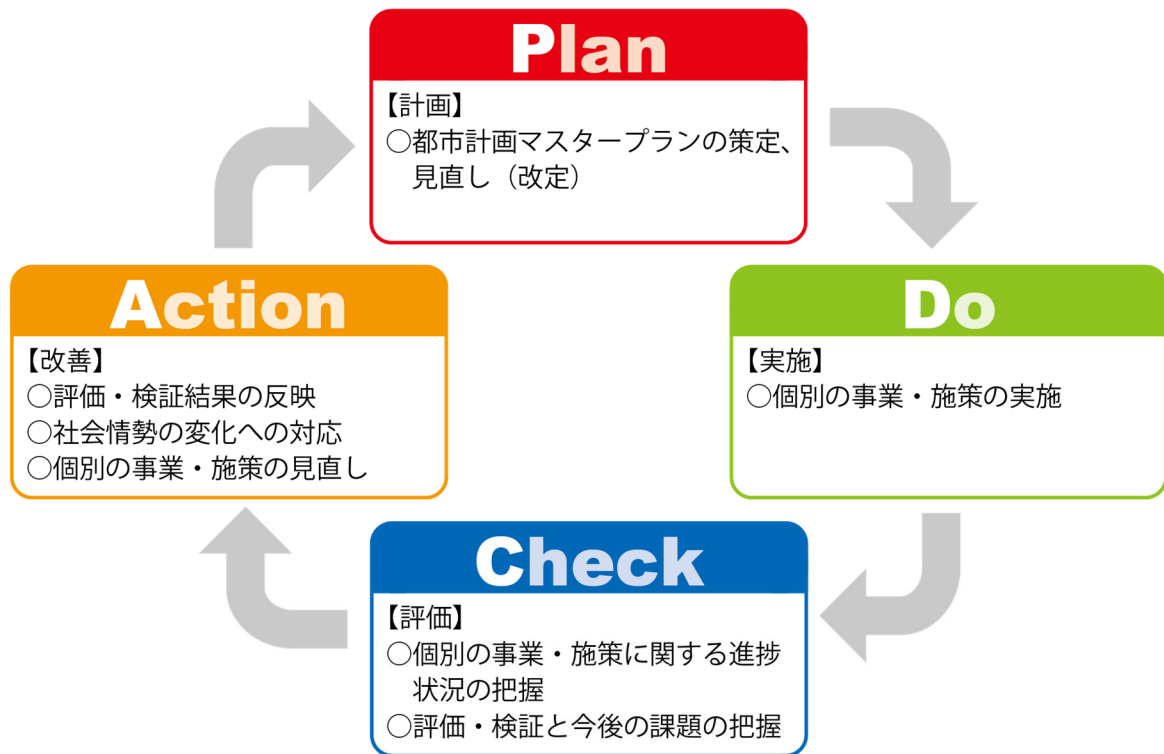 Plan
【計画】
○都市計画マスタープランの策定、
見直し（改定）
Action
【改善】
○評価・検証結果の反映
○社会情勢の変化への対応
○個別の事業・施策の見直し
Do
【実施】
○個別の事業・施策の実施
Check
【評価】
○個別の事業・施策に関する進捗
状況の把握
○評価・検証と今後の課題の把握